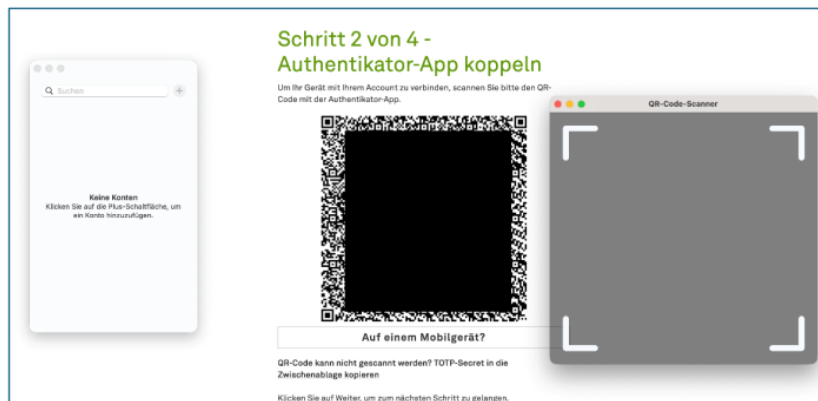 Suchen
Keine Konten
Klicken Sie auf die Plus-Schaltfläche, um
ein Konto hinzuzufügen.
Schritt 2 von 4 -
Authentikator-App koppeln
Um Ihr Gerät mit Ihrem Account zu verbinden, scannen Sie bitte den QR-
Code mit der Authentikator-App.
Auf einem Mobilgerät?
QR-Code kann nicht gescannt werden? TOTP-Secret in die
Zwischenablage kopieren
Klicken Sie auf Weiter, um zum nächsten Schritt zu gelangen.
QR-Code-Scanner